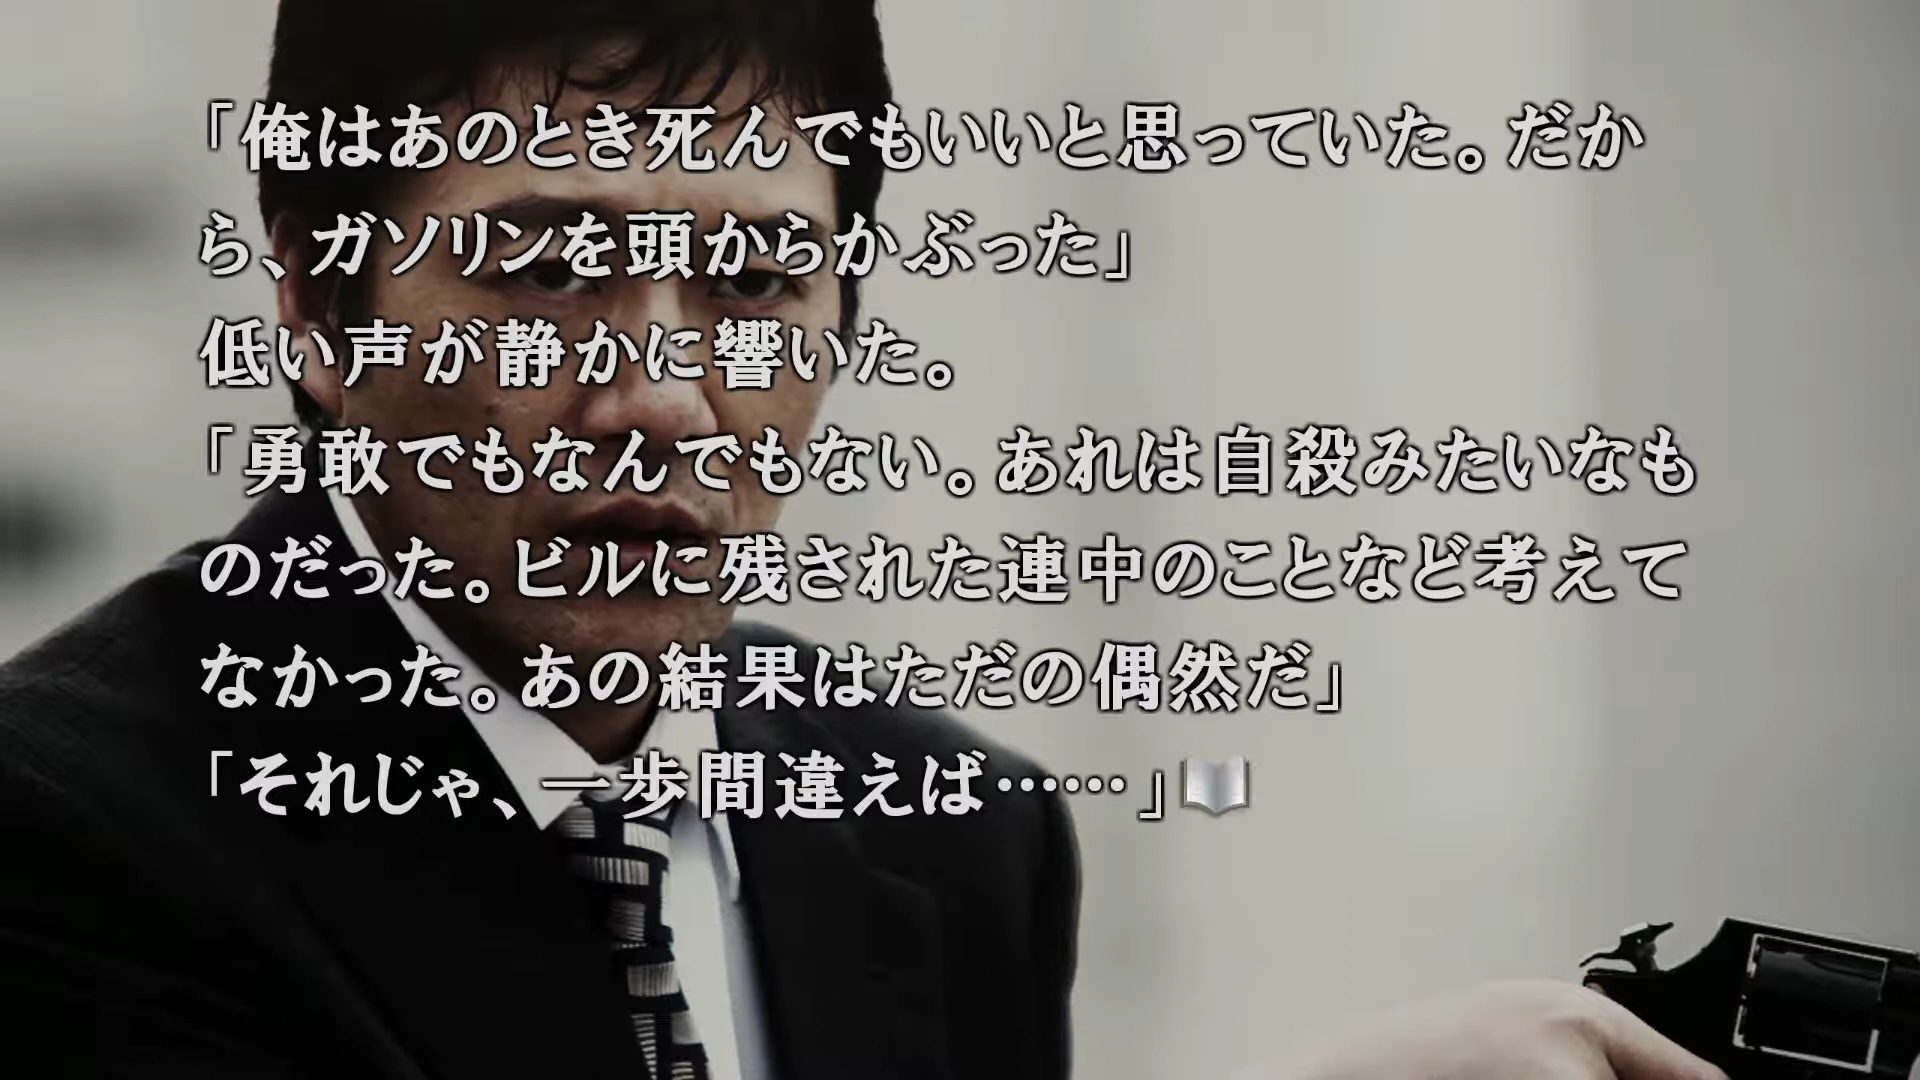 「俺はあのとき死んでもいいと思っていた。だか
ら、ガソリンを頭からかぶった」
低い声が静かに響いた。
「勇敢でもなんでもない。あれは自殺みたいなも
のだった。ビルに残された連中のことなど考えて
なかった。あの結果はただの偶然だ」
「それじゃ、一歩間違えば……」